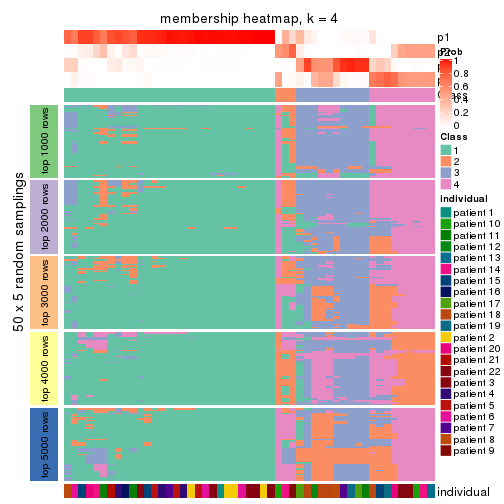 membership heatmap, k = 4
p1
p2
p
p
Class
50 x 5 random samplings
top 1000 rows
top 2000 rows
top 3000 rows
top 4000 rows
top 5000 rows
individual
Prob
1
0.8
0.6
0.4
0.2
0
Class
1
2
3
4
Individual
patient 1
patient 10
patient 11
patient 12
patient 13
patient 14
patient 15
patient 16
patient 17
patient 18
patient 19
patient 2
patient 20
patient 21
patient 22
patient 3
patient 4
patient 5
patient 6
patient 7
patient 8
patient 9